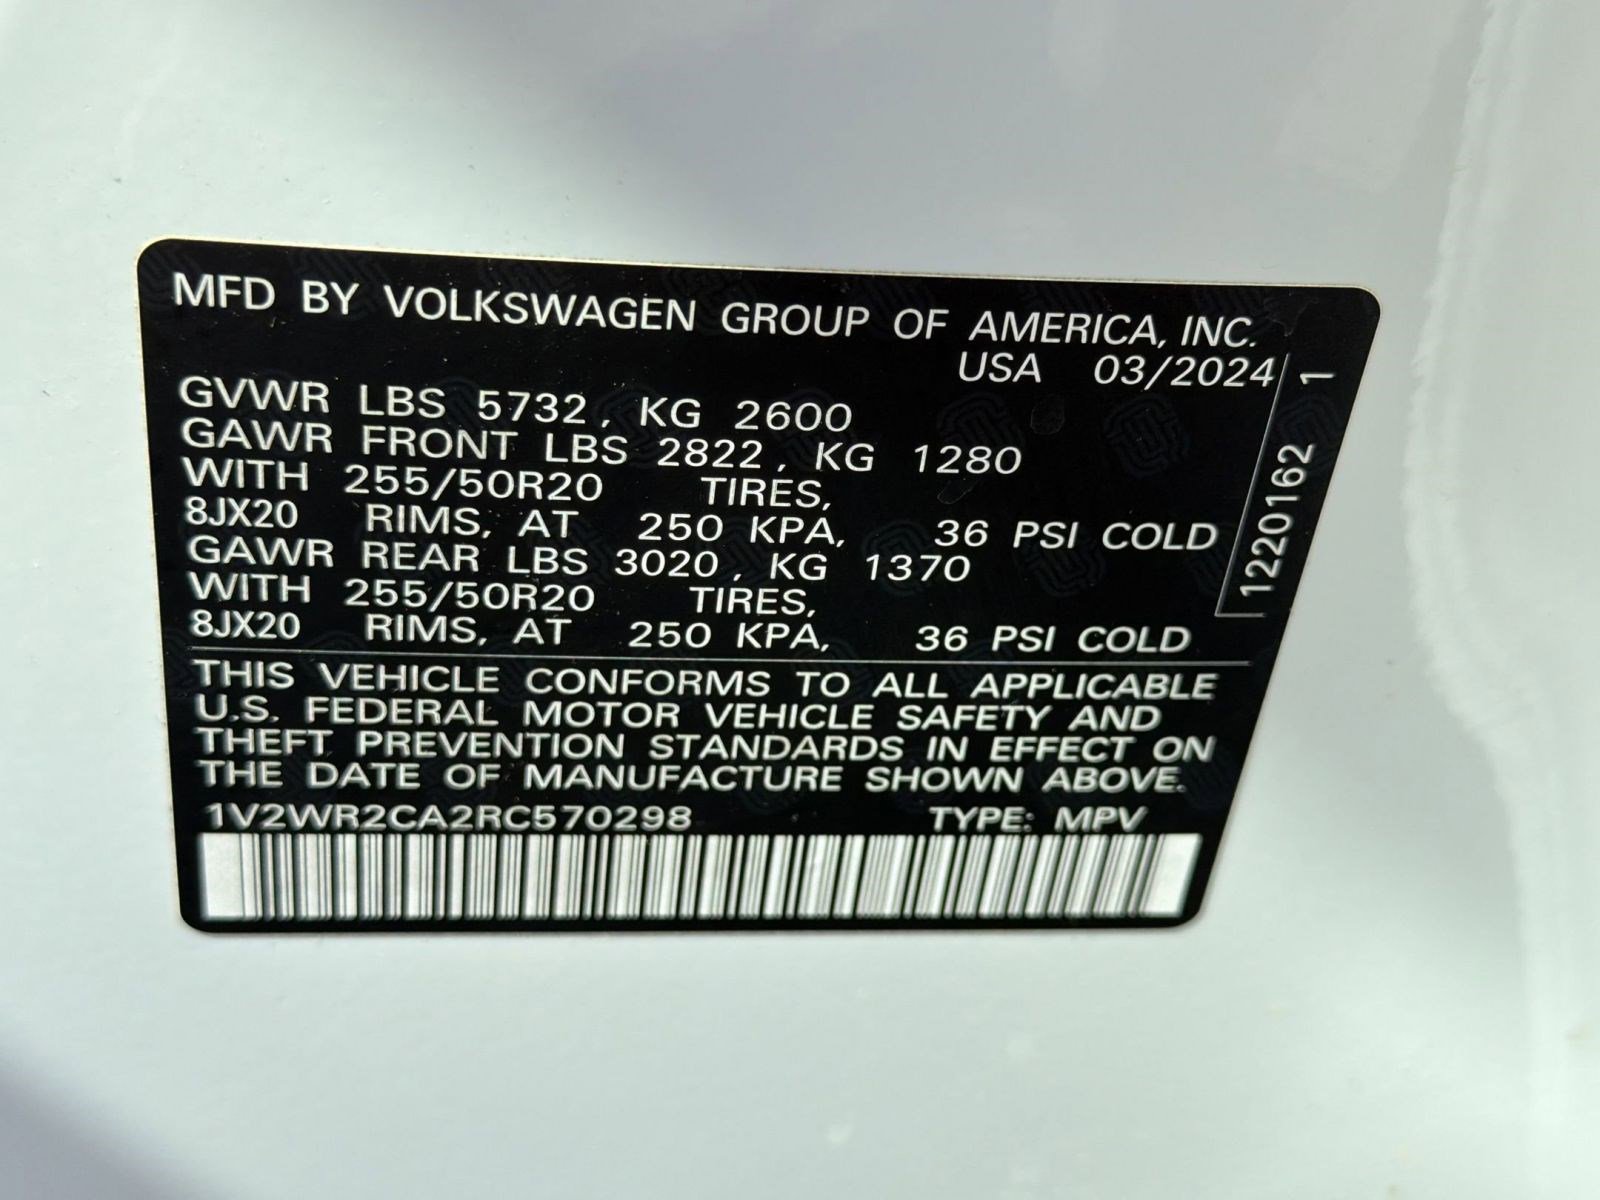 MFD BY VOLKSWAGEN GROUP OF AMERICA, INC.
USA 03/2024
GVWR LBS 5732, KG 2600
GAWR FRONT LBS 2822, KG 1280
WITH 255/50R20 TIRES,
8JX20 RIMS, AT 250 KPA, 36 PSI COLD
GAWR REAR LBS 3020, KG 1370
WITH 255/50R20 TIRES,
8JX20 RIMS, AT 250 KPA, 36 PSI COLD
1220162 1
THIS VEHICLE CONFORMS TO ALL APPLICABLE
U.S. FEDERAL MOTOR VEHICLE SAFETY AND
THEFT PREVENTION STANDARDS IN EFFECT ON
THE DATE OF MANUFACTURE SHOWN ABOVE.
1V2WR2CA2RC570298 TYPE: MPV